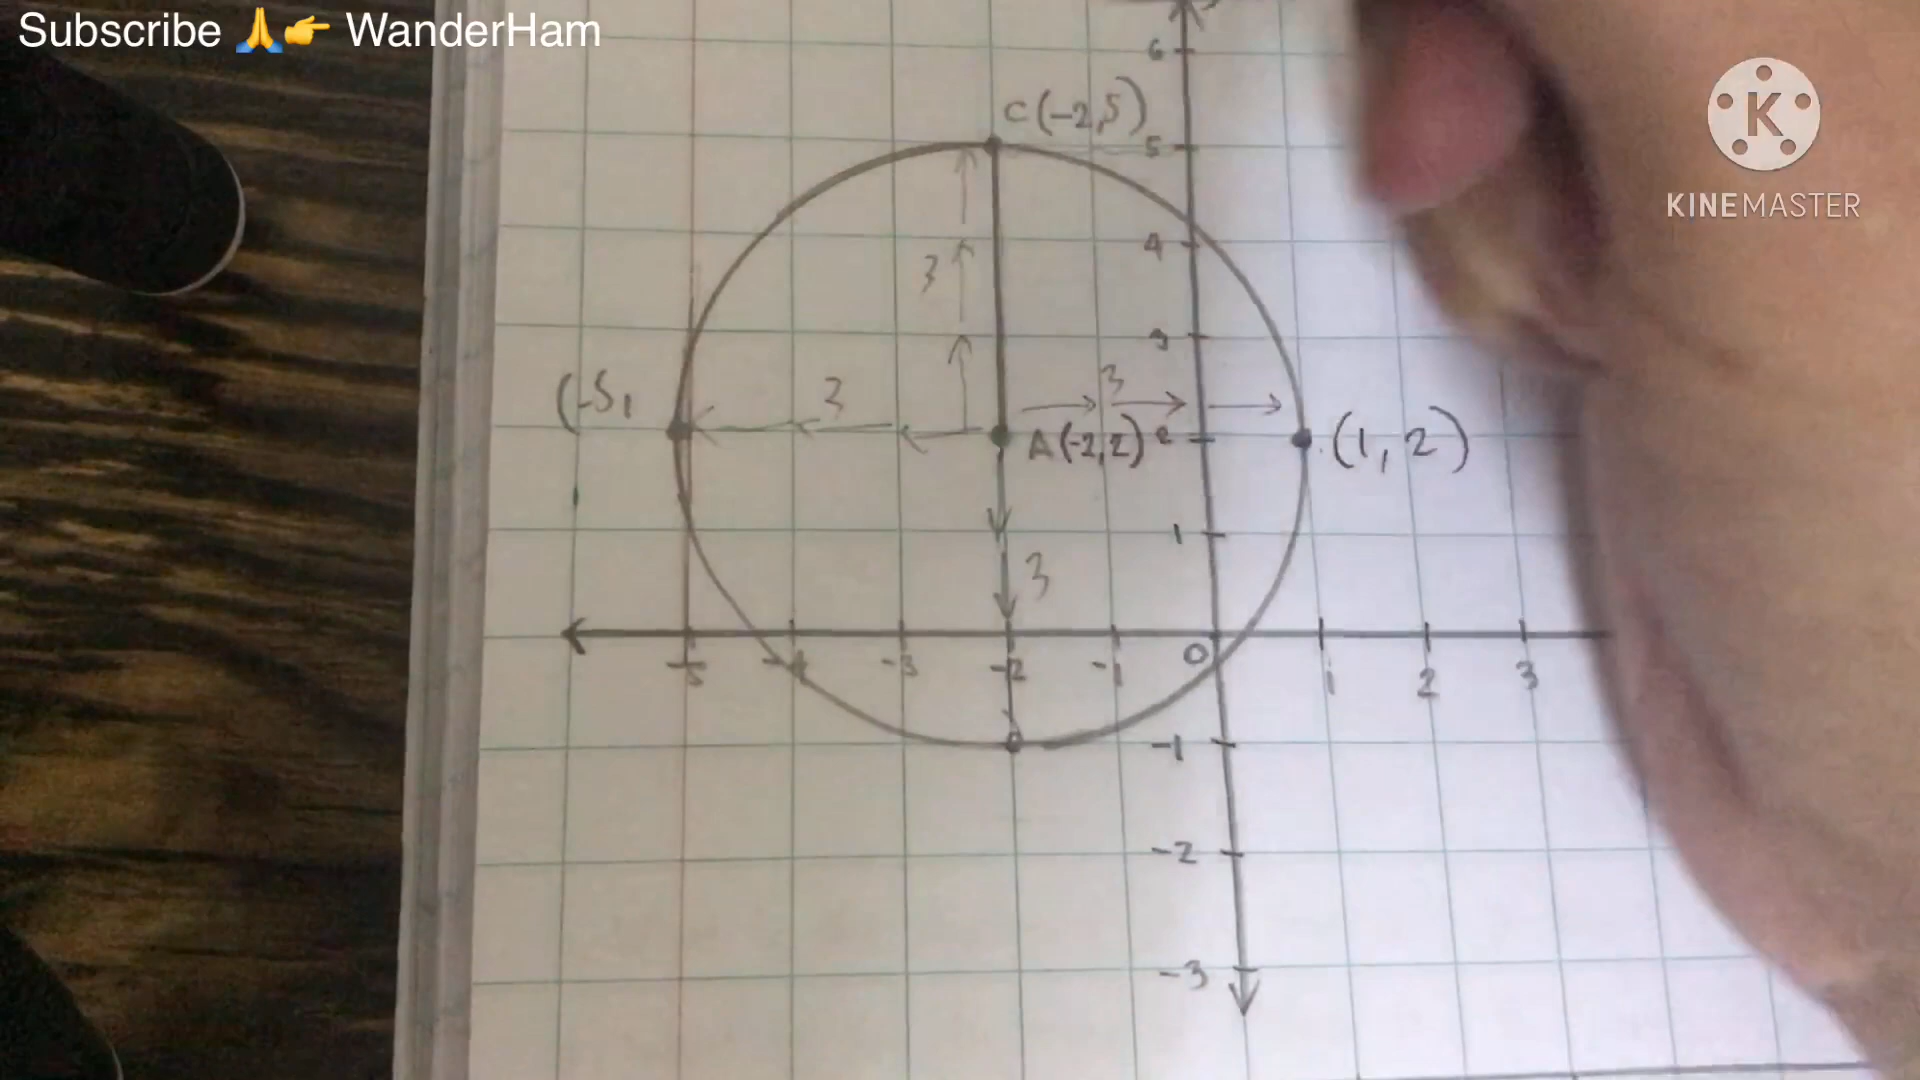 Subscribe 🙏👉 WanderHam
K
KINEMASTER
6
C(-2,5)
5
4
3
3
3
3
(-5,
A(-2,2)
2
(1,2)
1
3
-5 -4 -3 -2 -1 0 1 2 3
-1
-2
-3